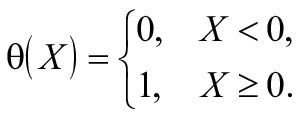 θ(X) = { 0, X < 0,
1, X ≥ 0.